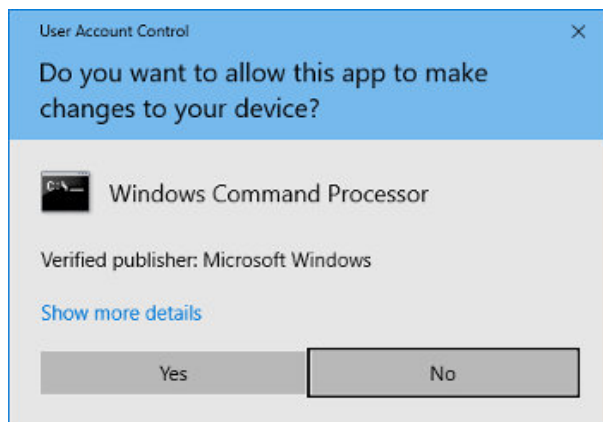 User Account Control
Do you want to allow this app to make
changes to your device?
C:\_
Windows Command Processor
Verified publisher: Microsoft Windows
Show more details
Yes
No